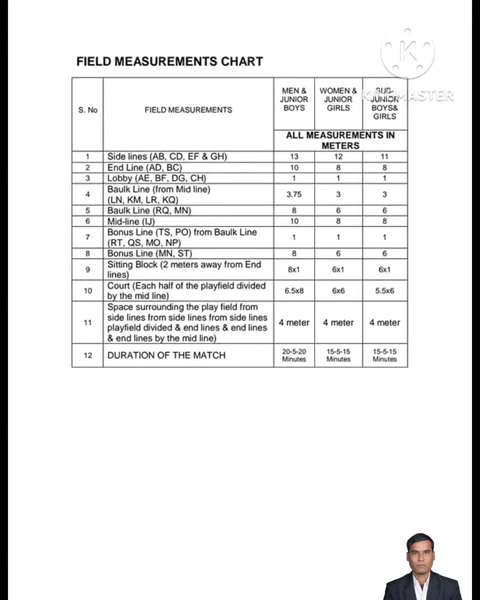 FIELD MEASUREMENTS CHART
K
KINEMASTER
S. No FIELD MEASUREMENTS MEN & JUNIOR BOYS WOMEN & JUNIOR GIRLS SUB-JUNIOR BOYS& GIRLS
ALL MEASUREMENTS IN METERS
1 Side lines (AB, CD, EF & GH) 13 12 11
2 End Line (AD, BC) 10 8 8
3 Lobby (AE, BF, DG, CH) 1 1 1
4 Baulk Line (from Mid line)
(LN, KM, LR, KQ) 3.75 3 3
5 Baulk Line (RQ, MN) 8 6 6
6 Mid-line (IJ) 10 8 8
7 Bonus Line (TS, PO) from Baulk Line
(RT, QS, MO, NP) 1 1 1
8 Bonus Line (MN, ST) 8 6 6
9 Sitting Block (2 meters away from End
lines) 8x1 6x1 6x1
10 Court (Each half of the playfield divided
by the mid line) 6.5x8 6x6 5.5x6
11 Space surrounding the play field from
side lines from side lines from side lines
playfield divided & end lines & end lines
& end lines by the mid line) 4 meter 4 meter 4 meter
12 DURATION OF THE MATCH 20-5-20 Minutes 15-5-15 Minutes 15-5-15 Minutes